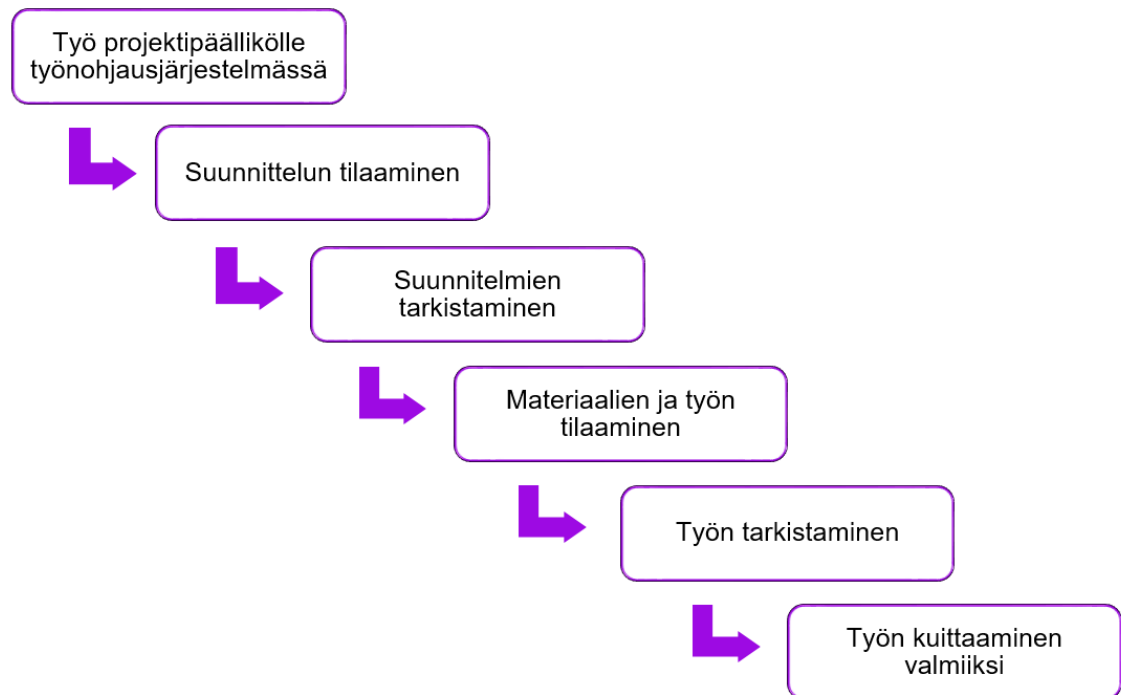 Työ projektipäällikölle
työnohjausjärjestelmässä
Suunnittelun tilaaminen
Suunnitelmien
tarkistaminen
Materiaalien ja työn
tilaaminen
Työn tarkistaminen
Työn kuittaaminen
valmiiksi